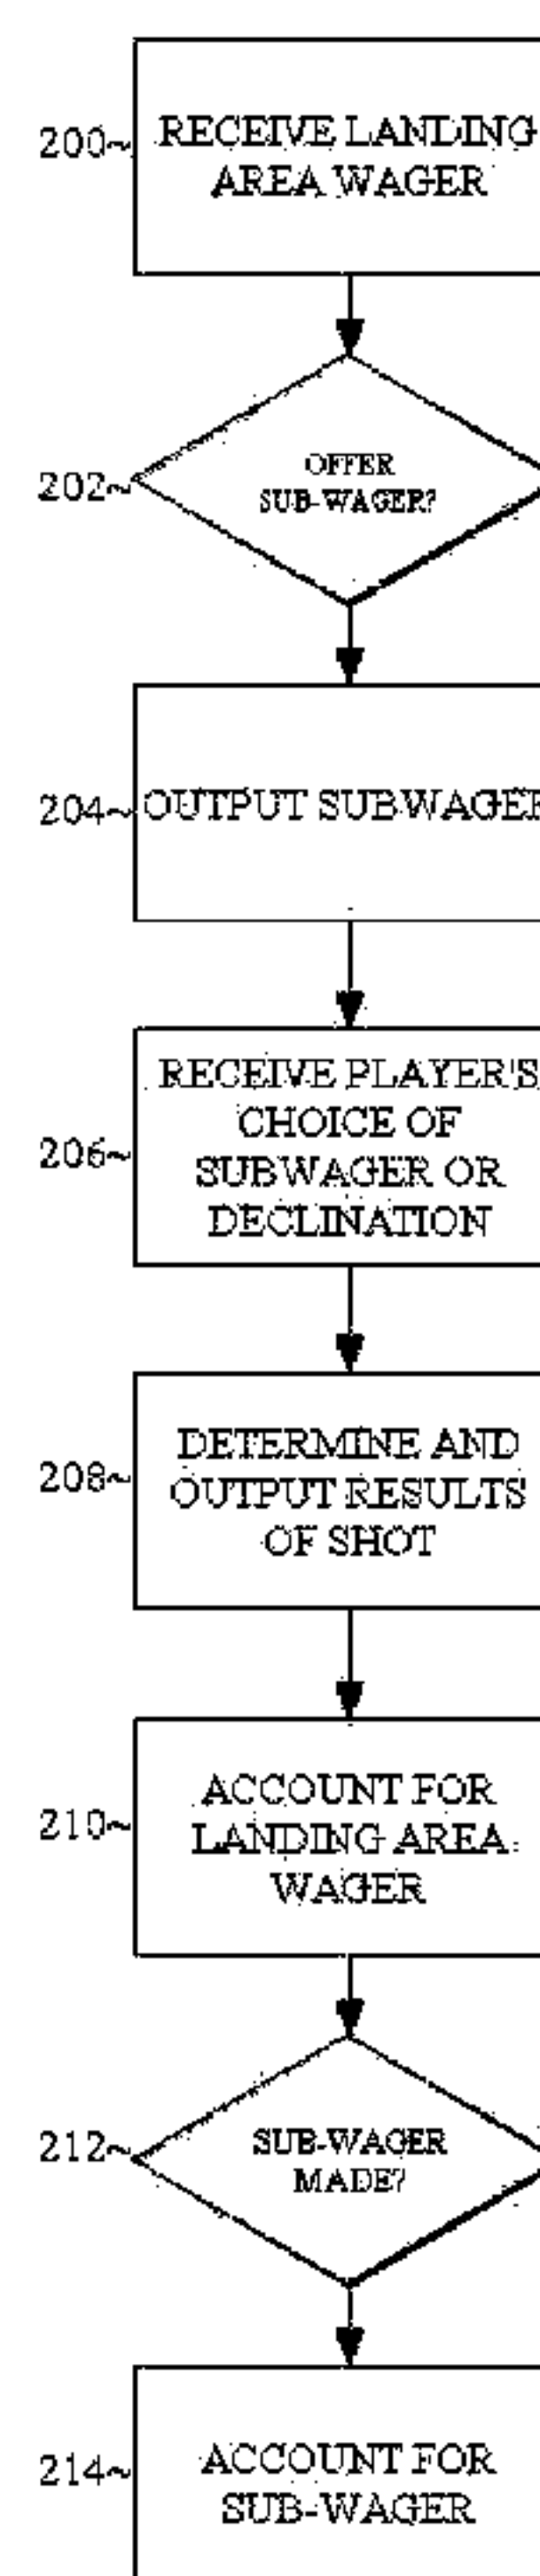 200~ RECEIVE LANDING
AREA WAGER
202~ OFFER
SUB-WAGER?
204~ OUTPUT SUBWAGER
206~ RECEIVE PLAYER'S
CHOICE OF
SUBWAGER OR
DECLINATION
208~ DETERMINE AND
OUTPUT RESULTS
OF SHOT
210~ ACCOUNT FOR
LANDING AREA
WAGER
212~ SUB-WAGER
MADE?
214~ ACCOUNT FOR
SUB-WAGER